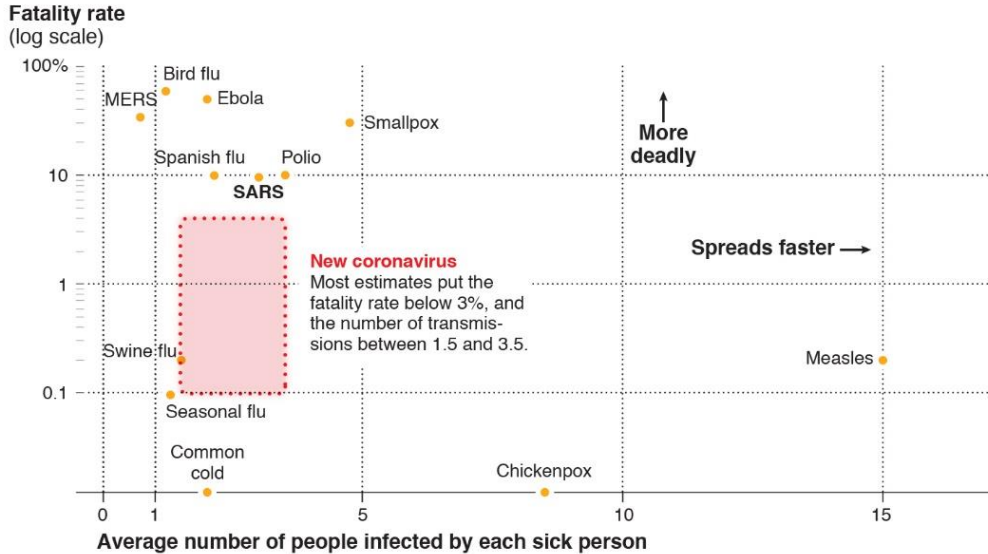 Fatality rate
(log scale)
100%
Bird flu
MERS
Ebola
Smallpox
More
deadly
Spanish flu
Polio
10
SARS
New coronavirus
Most estimates put the
fatality rate below 3%, and
the number of transmis-
sions between 1.5 and 3.5.
Spreads faster
1
Swine flu
Measles
0.1
Seasonal flu
Common
cold
Chickenpox
0 1 5 10 15
Average number of people infected by each sick person